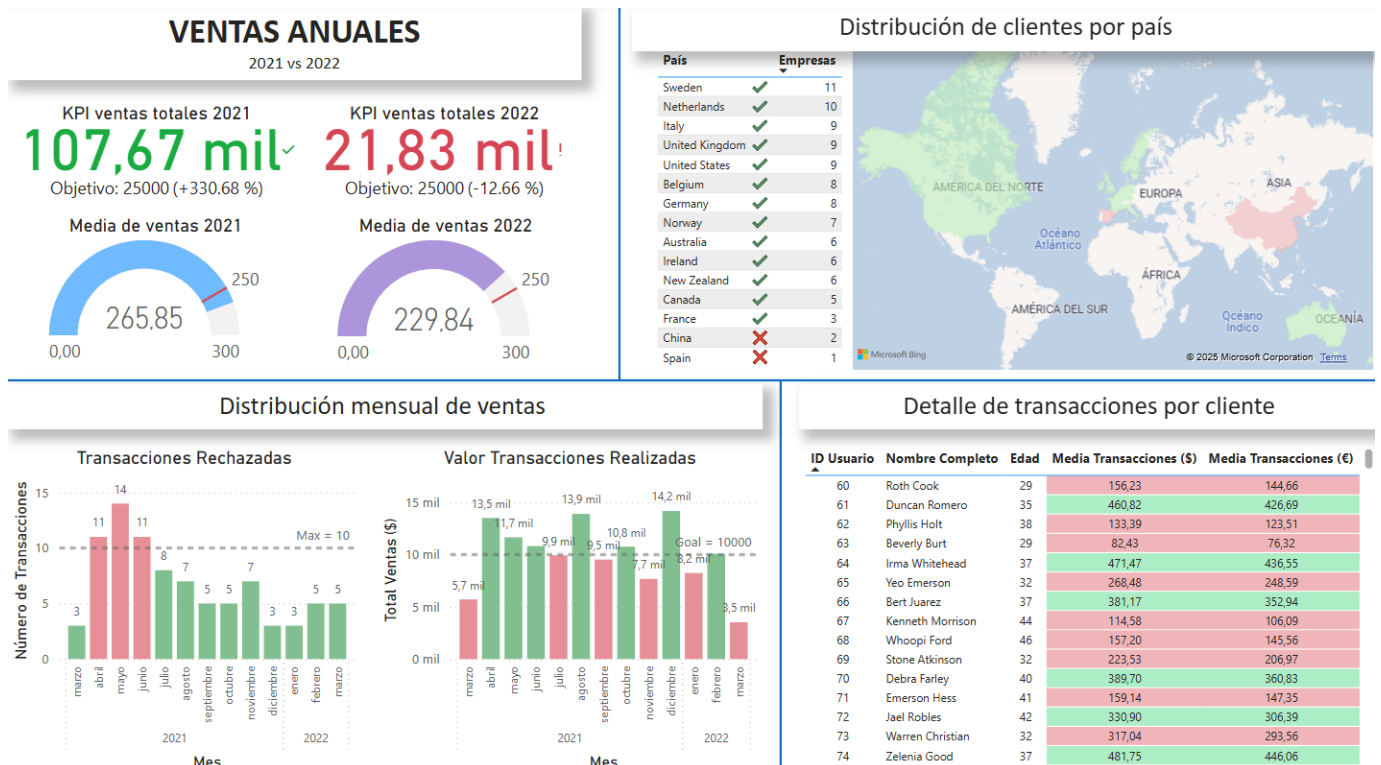 VENTAS ANUALES
2021 vs 2022
KPI ventas totales 2021
107,67 mil
Objetivo: 25000 (+330.68 %)
KPI ventas totales 2022
21,83 mil!
Objetivo: 25000 (-12.66 %)
Media de ventas 2021
250
265,85
0,00
300
Media de ventas 2022
250
229,84
0,00
300
Distribución de clientes por país
País Empresas
Sweden 11
Netherlands 10
Italy 9
United Kingdom 9
United States 9
Belgium 8
Germany 8
Norway 7
Australia 6
Ireland 6
New Zealand 6
Canada 5
France 3
China 2
Spain 1
AMÉRICA DEL NORTE
EUROPA
ASIA
Océano
Atlántico
ÁFRICA
AMÉRICA DEL SUR
Océano
Índico
OCEANÍA
Microsoft Bing
© 2025 Microsoft Corporation Terms
Distribución mensual de ventas
Transacciones Rechazadas
Número de Transacciones
15
10
5
0
3
11
14
11
8
7
5
5
7
3
3
5
5
Max = 10
marzo
abril
mayo
junio
julio
agosto
septiembre
octubre
noviembre
diciembre
enero
febrero
marzo
2021
2022
Mes
Valor Transacciones Realizadas
Total Ventas ($)
15 mil
10 mil
5 mil
0 mil
5,7 mil
13,5 mil
11,7 mil
9,9 mil
13,9 mil
9,5 mil
10,8 mil
7,7 mil
14,2 mil
8,2 mil
3,5 mil
Goal = 10000
marzo
abril
mayo
junio
julio
agosto
septiembre
octubre
noviembre
diciembre
enero
febrero
marzo
2021
2022
Mes
Detalle de transacciones por cliente
ID Usuario Nombre Completo Edad Media Transacciones ($) Media Transacciones (€)
60 Roth Cook 29 156,23 144,66
61 Duncan Romero 35 460,82 426,69
62 Phyllis Holt 38 133,39 123,51
63 Beverly Burt 29 82,43 76,32
64 Irma Whitehead 37 471,47 436,55
65 Yeo Emerson 32 268,48 248,59
66 Bert Juarez 37 381,17 352,94
67 Kenneth Morrison 44 114,58 106,09
68 Whoopi Ford 46 157,20 145,56
69 Stone Atkinson 32 223,53 206,97
70 Debra Farley 40 389,70 360,83
71 Emerson Hess 41 159,14 147,35
72 Jael Robles 42 330,90 306,39
73 Warren Christian 32 317,04 293,56
74 Zelenia Good 37 481,75 446,06